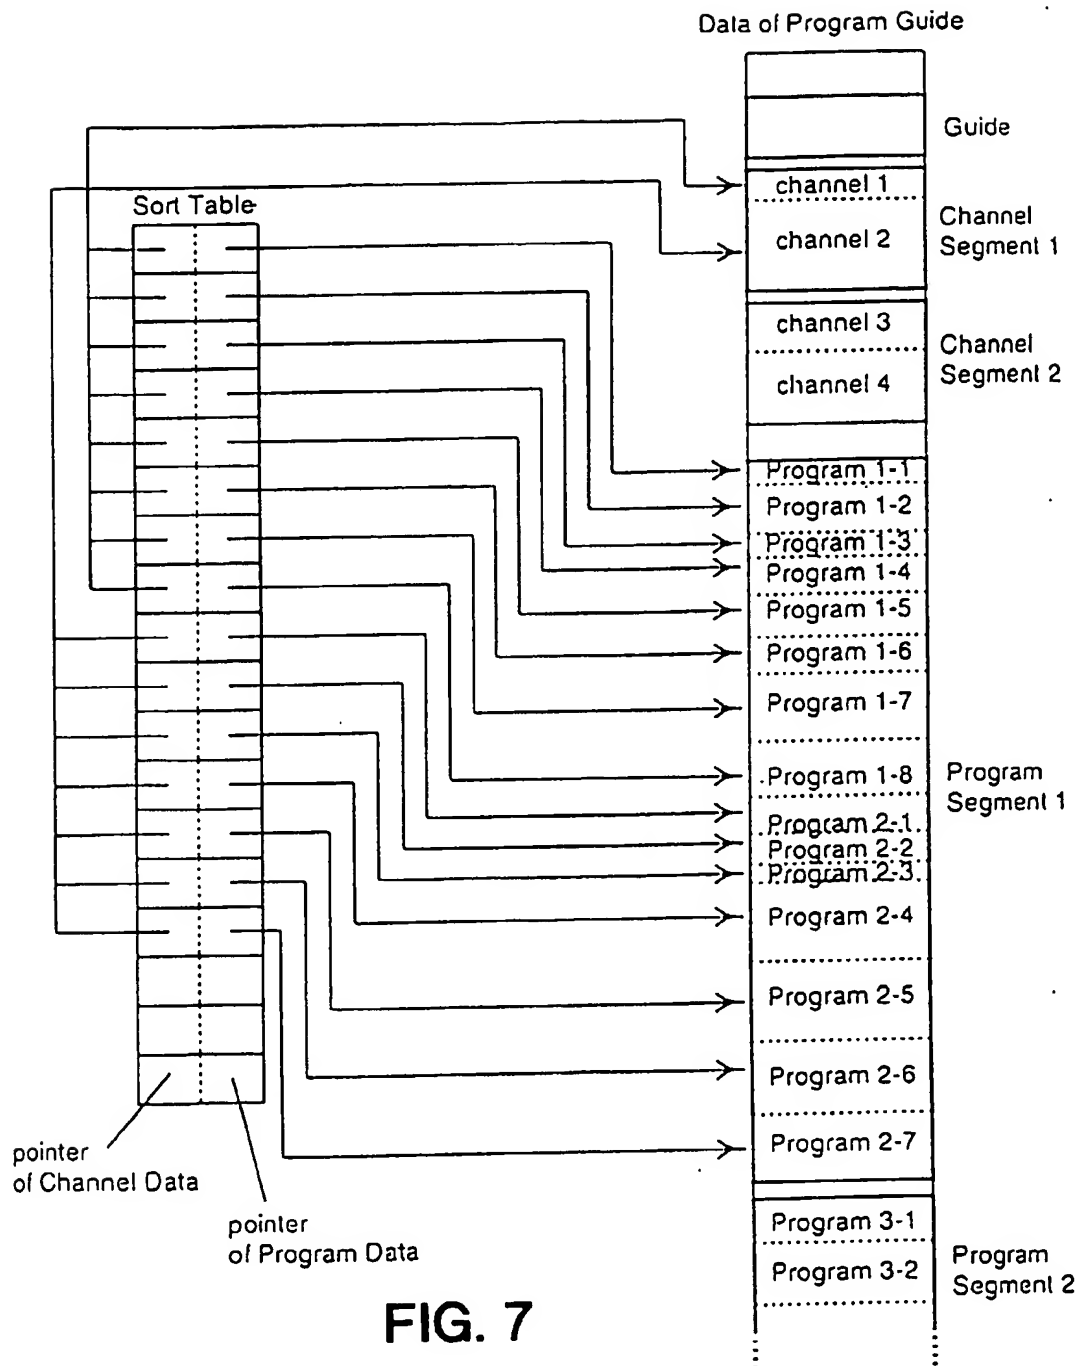 Data of Program Guide
Guide
channel 1
channel 2
Channel
Segment 1
channel 3
channel 4
Channel
Segment 2
Sort Table
Program 1-1
Program 1-2
Program 1-3
Program 1-4
Program 1-5
Program 1-6
Program 1-7
Program 1-8
Program 2-1
Program 2-2
Program 2-3
Program 2-4
Program 2-5
Program 2-6
Program 2-7
Program
Segment 1
Program 3-1
Program 3-2
Program
Segment 2
pointer
of Channel Data
pointer
of Program Data
FIG. 7